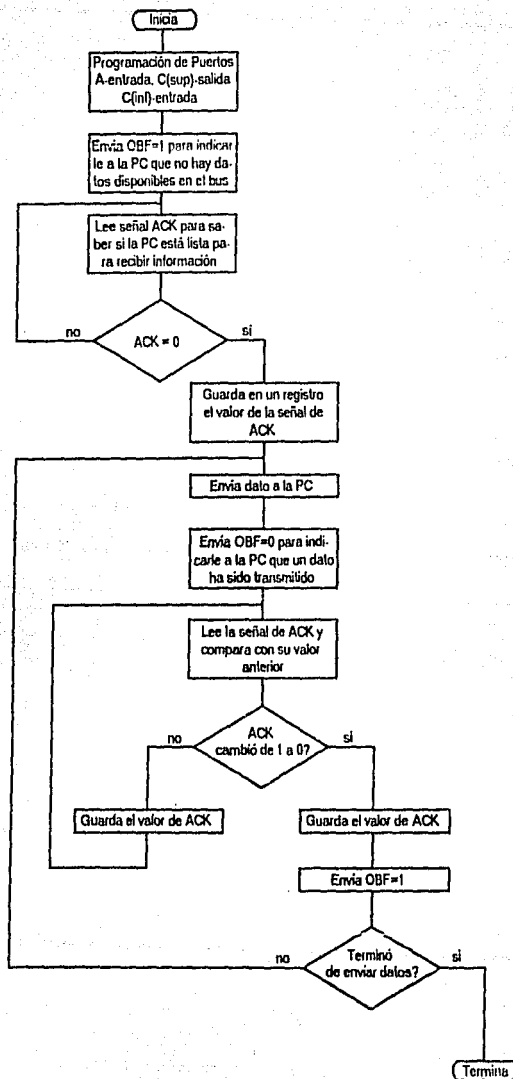 Inicia
Programación de Puertos
A-entrada, C(sup)-salida
C(inf)-entrada
Envia OBF=1 para indicar
le a la PC que no hay da-
tos disponibles en el bus
Lee señal ACK para sa-
ber si la PC está lista pa-
ra recibir información
no
ACK = 0
si
Guarda en un registro
el valor de la señal de
ACK
Envia dato a la PC
Envia OBF=0 para indi-
carle a la PC que un dato
ha sido transmitido
Lee la señal de ACK y
compara con su valor
anterior
no
ACK
cambió de 1 a 0?
si
Guarda el valor de ACK
Guarda el valor de ACK
Envia OBF=1
no
Terminó
de enviar datos?
si
Termina